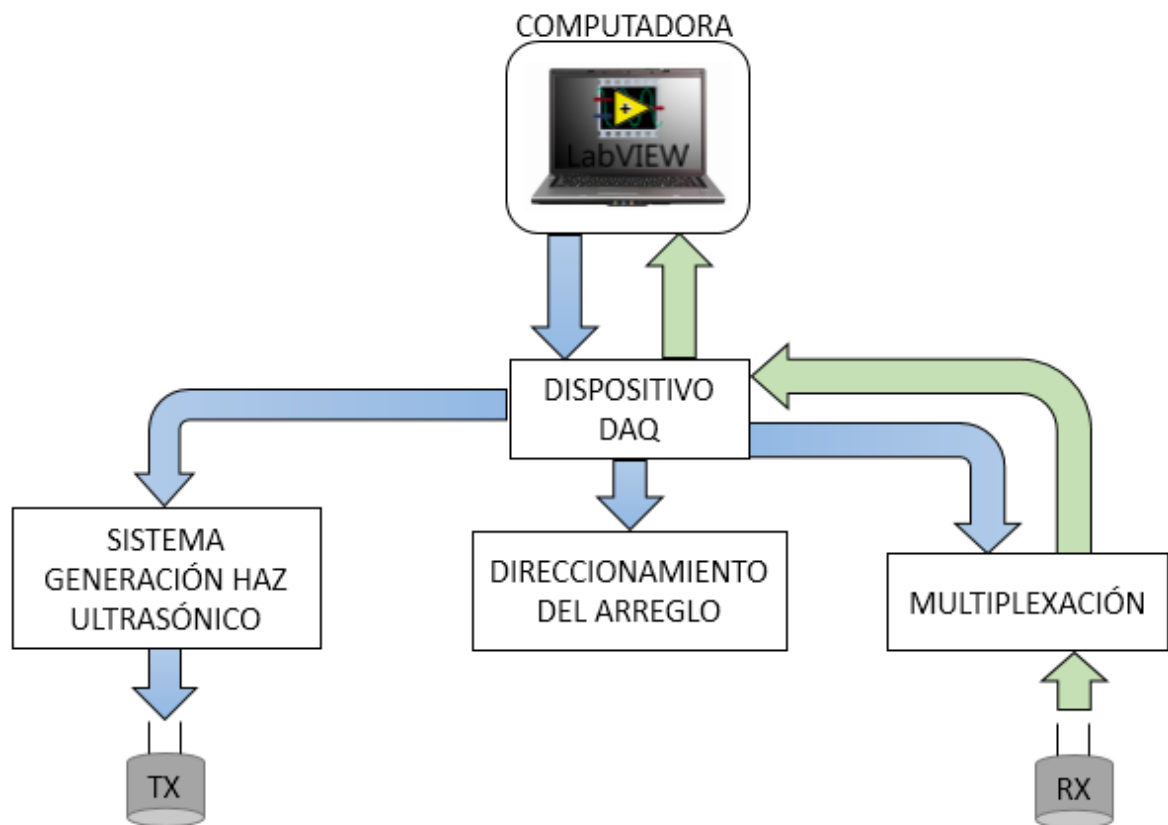 COMPUTADORA
LabVIEW
DISPOSITIVO
DAQ
SISTEMA
GENERACIÓN HAZ
ULTRASÓNICO
DIRECCIONAMIENTO
DEL ARREGLO
MULTIPLEXACIÓN
TX
RX